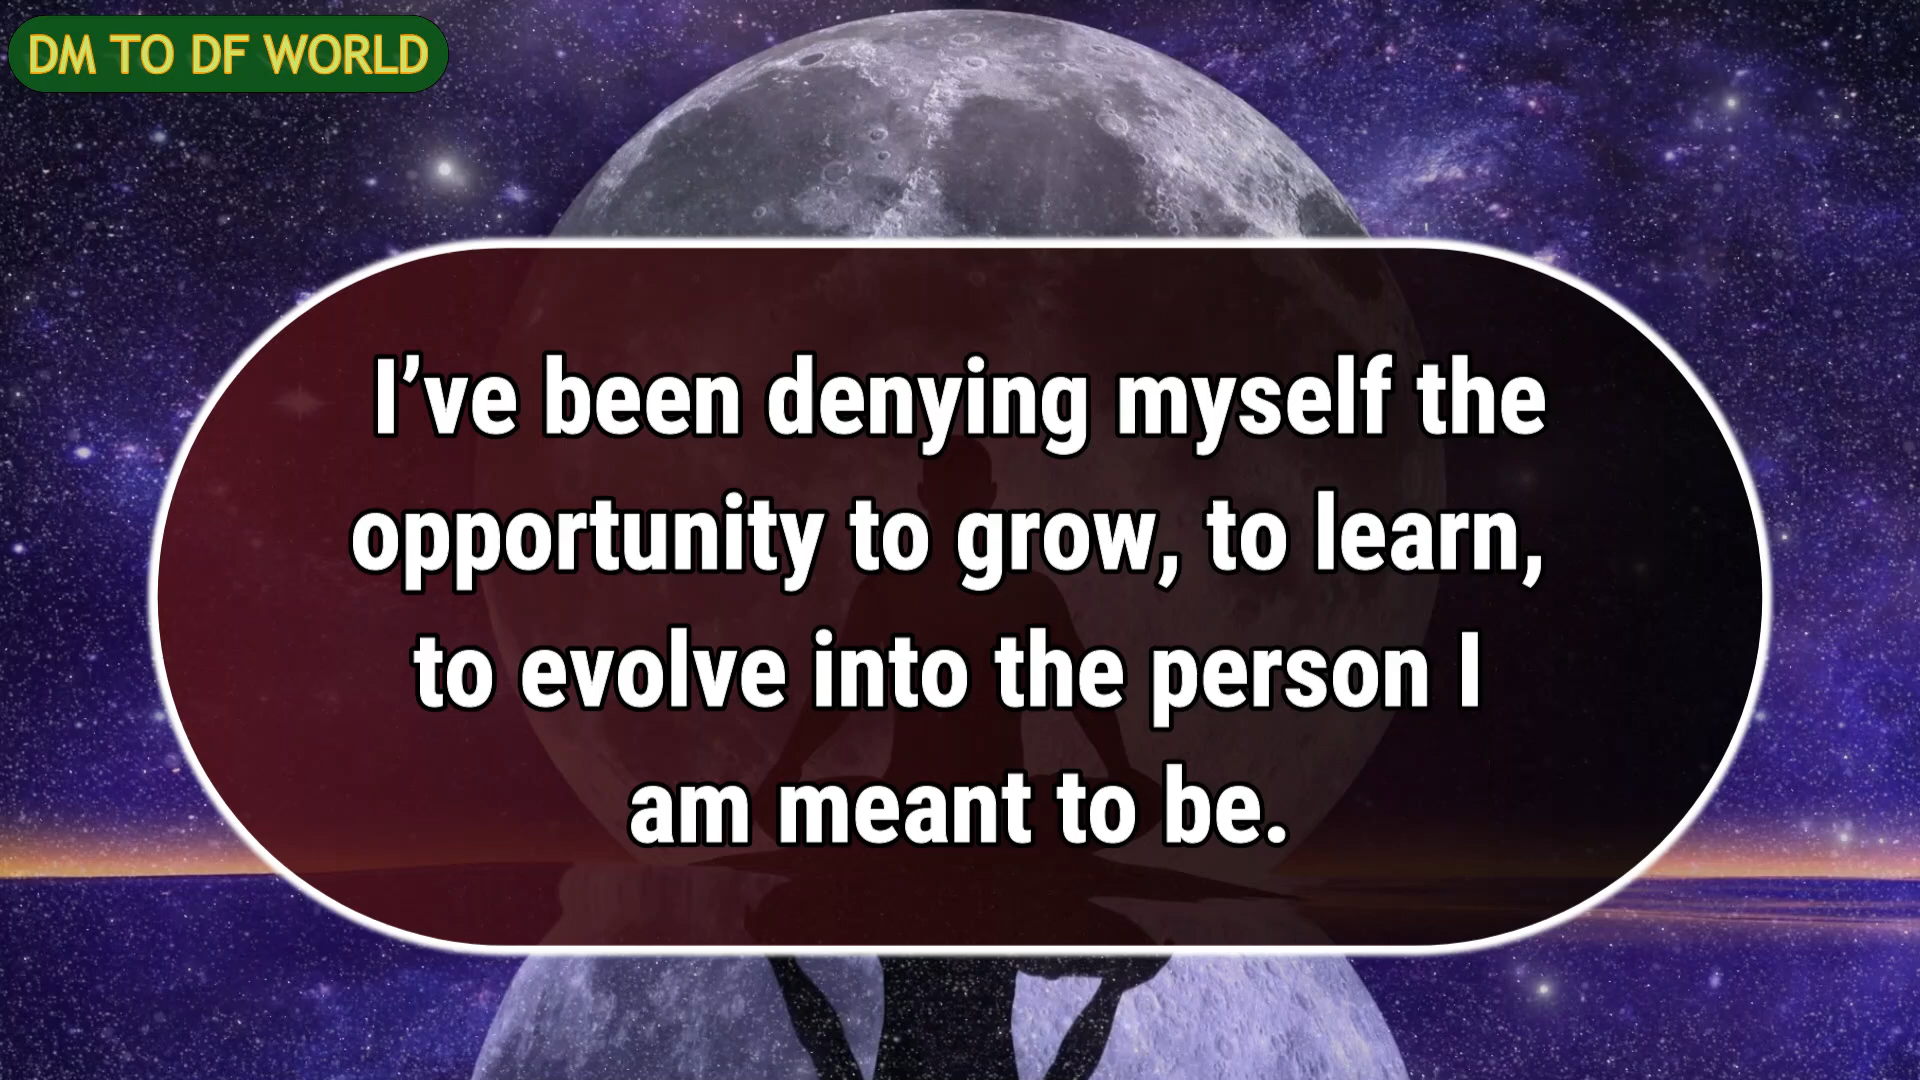 DM TO DF WORLD
I’ve been denying myself the
opportunity to grow, to learn,
to evolve into the person I
am meant to be.